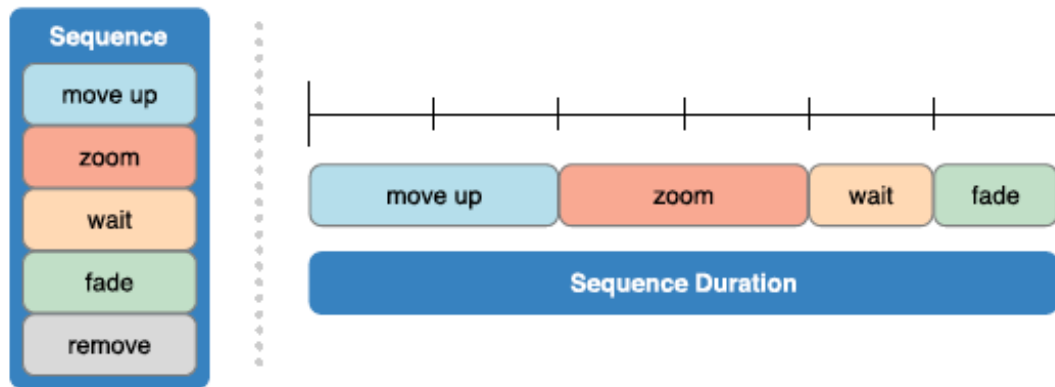 Sequence
move up
zoom
wait
fade
remove
move up zoom wait fade
Sequence Duration